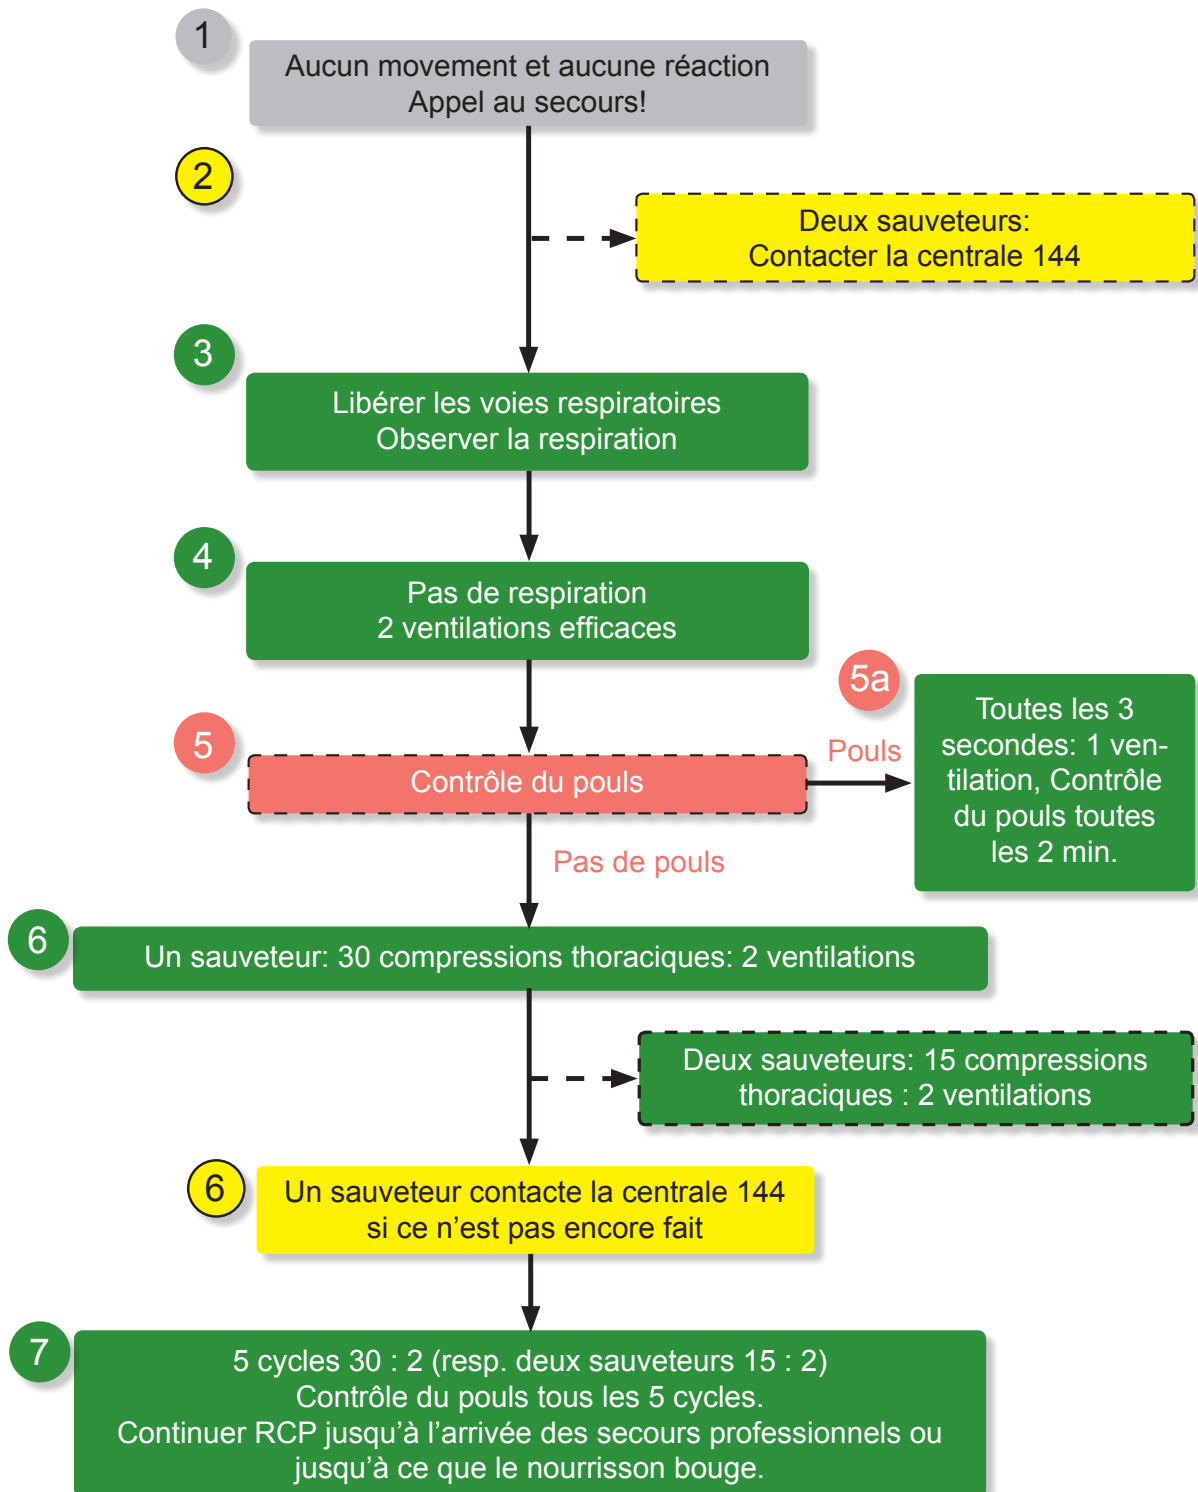 1
Aucun movement et aucune réaction
Appel au secours!
2
Deux sauveteurs:
Contacter la centrale 144
3
Libérer les voies respiratoires
Observer la respiration
4
Pas de respiration
2 ventilations efficaces
5
Contrôle du pouls
Pouls
5a
Toutes les 3
secondes: 1 ven-
tilation, Contrôle
du pouls toutes
les 2 min.
Pas de pouls
6
Un sauveteur: 30 compressions thoraciques: 2 ventilations
Deux sauveteurs: 15 compressions
thoraciques : 2 ventilations
6
Un sauveteur contacte la centrale 144
si ce n’est pas encore fait
7
5 cycles 30 : 2 (resp. deux sauveteurs 15 : 2)
Contrôle du pouls tous les 5 cycles.
Continuer RCP jusqu’à l’arrivée des secours professionnels ou
jusqu’à ce que le nourrisson bouge.